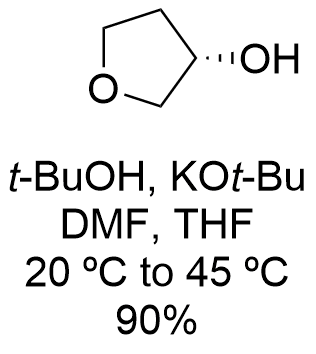 OH
O
t-BuOH, KOt-Bu
DMF, THF
20 ºC to 45 ºC
90%